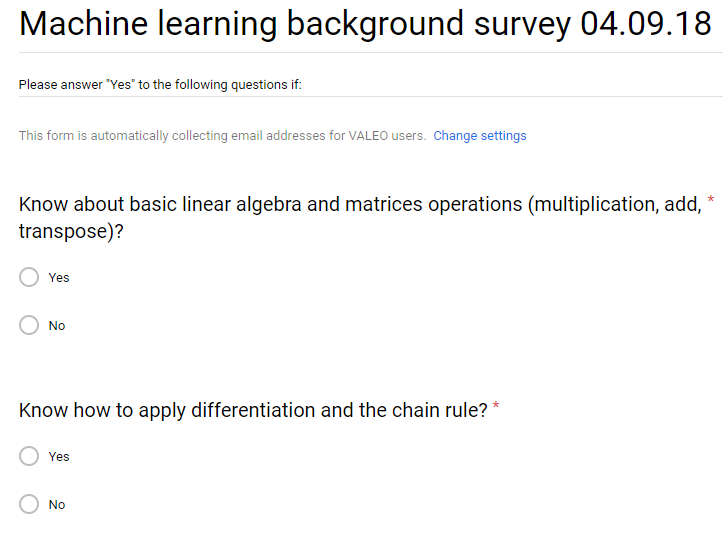 Machine learning background survey 04.09.18
Please answer "Yes" to the following questions if:
This form is automatically collecting email addresses for VALEO users. Change settings
Know about basic linear algebra and matrices operations (multiplication, add, *
transpose)?
Yes
No
Know how to apply differentiation and the chain rule? *
Yes
No